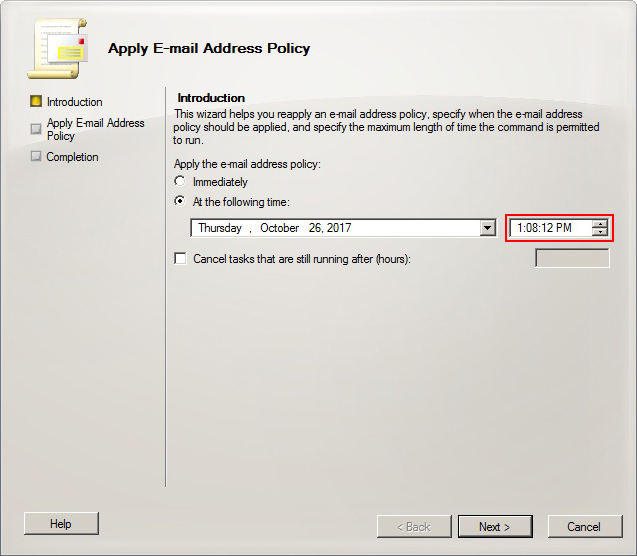 Apply E-mail Address Policy
Introduction
Apply E-mail Address
Policy
Completion
Introduction
This wizard helps you reapply an e-mail address policy, specify when the e-mail address
policy should be applied, and specify the maximum length of time the command is permitted
to run.
Apply the e-mail address policy:
Immediately
At the following time:
Thursday , October 26, 2017 1:08:12 PM
Cancel tasks that are still running after (hours):
Help < Back Next > Cancel